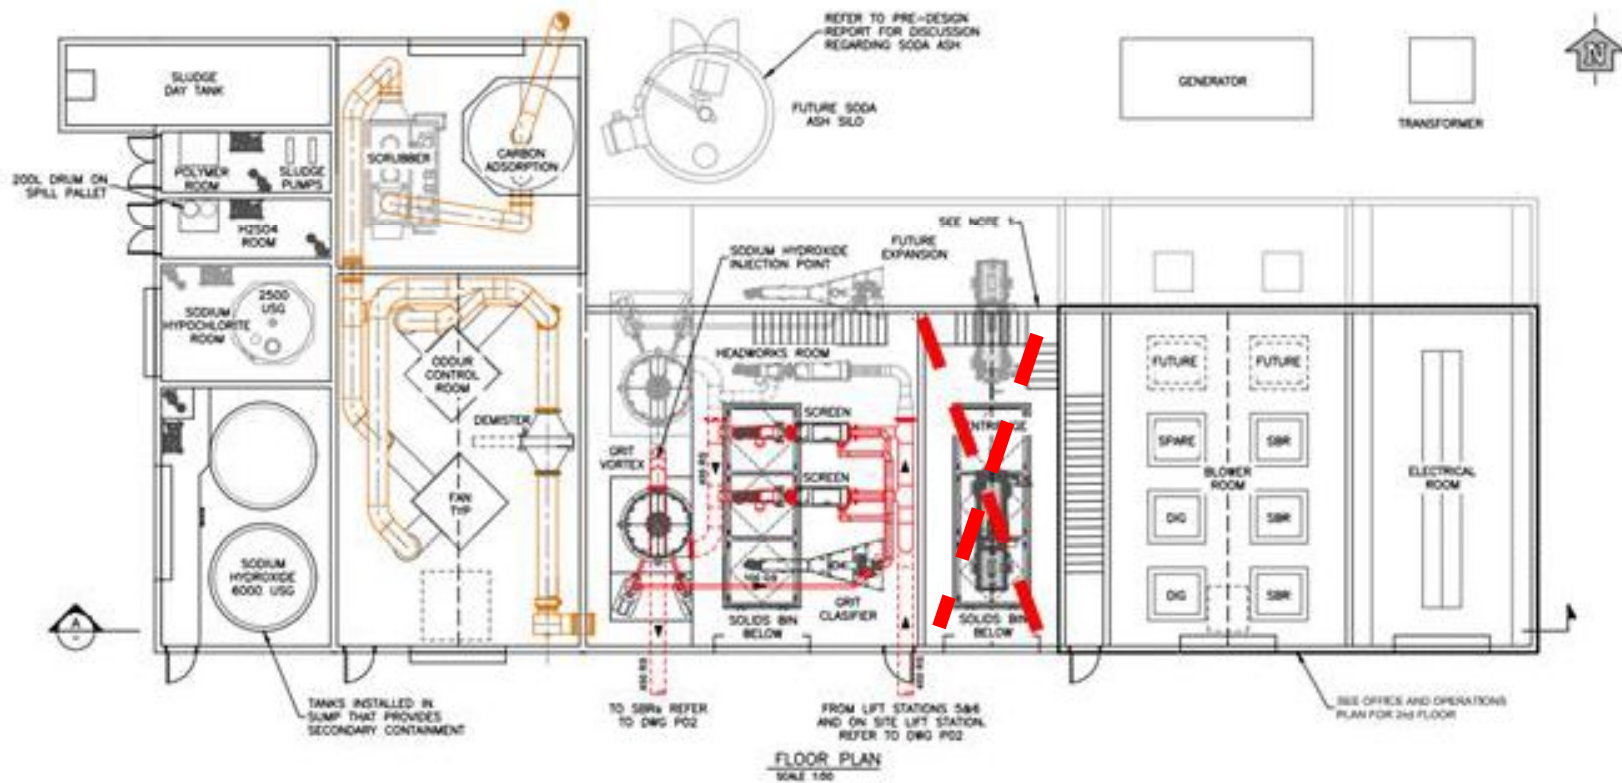 REFER TO PRE-DESIGN
REPORT FOR DISCUSSION
REGARDING SODA ASH
N
SLUDGE
DAY TANK
GENERATOR
TRANSFORMER
FUTURE SODA
ASH SILO
SCRUBBER
CARBON
ADSORPTION
POLYMER
ROOM
SLUDGE
PUMPS
200L DRUM ON
SPILL PALLET
H2SO4
ROOM
SEE NOTE 1
FUTURE
EXPANSION
SODIUM HYDROXIDE
INJECTION POINT
2500
USG
SODIUM
HYPOCHLORITE
ROOM
HEADWORKS ROOM
ODOUR
CONTROL
ROOM
FUTURE
FUTURE
DEMISTER
SCREEN
GRIT
VORTEX
SCREEN
SPARE
SBR
BLOWER
ROOM
ELECTRICAL
ROOM
FAN
TYP
DIG
SBR
SODIUM
HYDROXIDE
6000 USG
DIG
SBR
GRIT
CLASIFIER
SOLIDS BIN
BELOW
SOLIDS BIN
BELOW
A
TANKS INSTALLED IN
SUMP THAT PROVIDES
SECONDARY CONTAINMENT
TO SBRs REFER
TO DWG P02
FROM LIFT STATIONS 5&6
AND ON SITE LIFT STATION.
REFER TO DWG P02
SEE OFFICE AND OPERATIONS
PLAN FOR 2nd FLOOR
FLOOR PLAN
SCALE 1:00